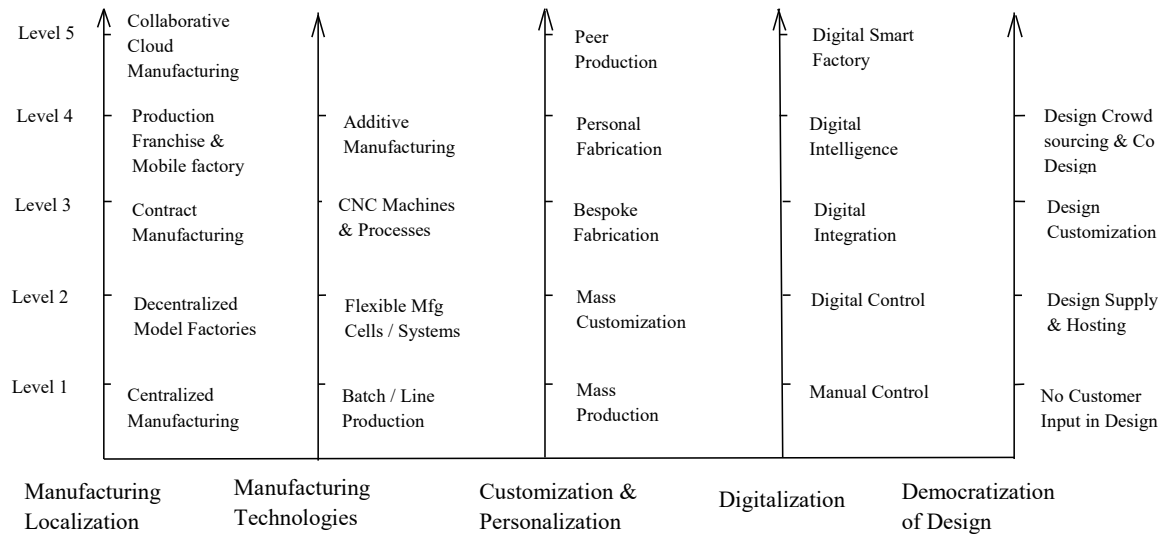 Level 5
Collaborative
Cloud
Manufacturing
Peer
Production
Digital Smart
Factory
Level 4
Production
Franchise &
Mobile factory
Additive
Manufacturing
Personal
Fabrication
Digital
Intelligence
Design Crowd
sourcing & Co
Design
Level 3
Contract
Manufacturing
CNC Machines
& Processes
Bespoke
Fabrication
Digital
Integration
Design
Customization
Level 2
Decentralized
Model Factories
Flexible Mfg
Cells / Systems
Mass
Customization
Digital Control
Design Supply
& Hosting
Level 1
Centralized
Manufacturing
Batch / Line
Production
Mass
Production
Manual Control
No Customer
Input in Design
Manufacturing
Localization
Manufacturing
Technologies
Customization &
Personalization
Digitalization
Democratization
of Design